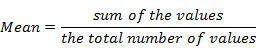 Mean = sum of the values / the total number of values